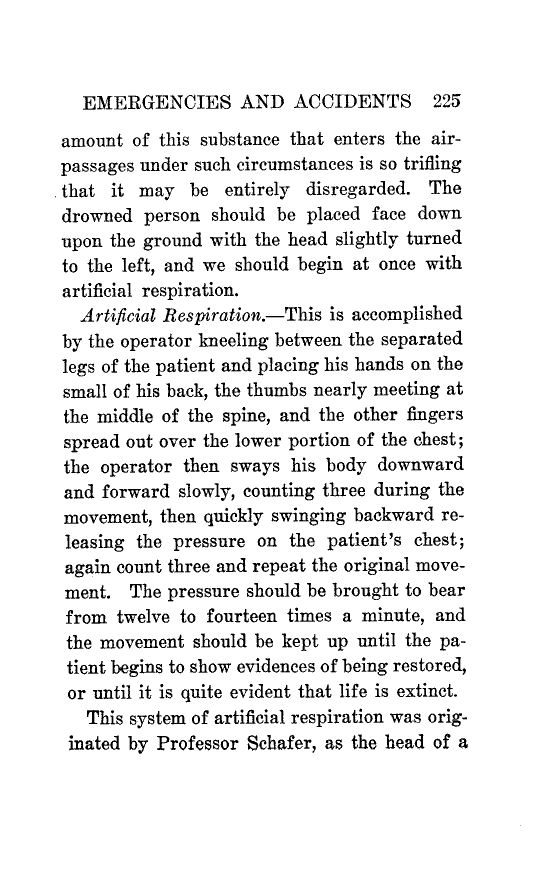 EMERGENCIES AND ACCIDENTS 225
amount of this substance that enters the air-
passages under such circumstances is so trifling
that it may be entirely disregarded. The
drowned person should be placed face down
upon the ground with the head slightly turned
to the left, and we should begin at once with
artificial respiration.
Artificial Respiration.—This is accomplished
by the operator kneeling between the separated
legs of the patient and placing his hands on the
small of his back, the thumbs nearly meeting at
the middle of the spine, and the other fingers
spread out over the lower portion of the chest;
the operator then sways his body downward
and forward slowly, counting three during the
movement, then quickly swinging backward re-
leasing the pressure on the patient's chest;
again count three and repeat the original move-
ment. The pressure should be brought to bear
from twelve to fourteen times a minute, and
the movement should be kept up until the pa-
tient begins to show evidences of being restored,
or until it is quite evident that life is extinct.
This system of artificial respiration was orig-
inated by Professor Schafer, as the head of a